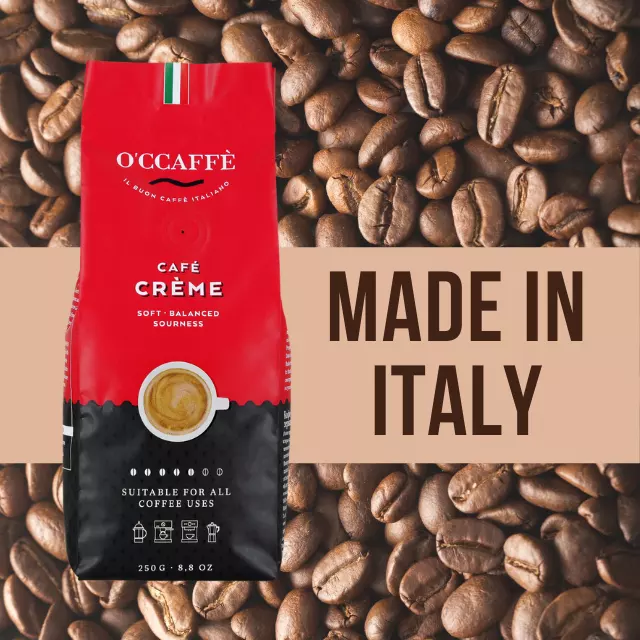 O'CCAFFÈ
IL BUON CAFFÈ ITALIANO
CAFÉ
CRÈME
SOFT · BALANCED
SOURNESS
SUITABLE FOR ALL
COFFEE USES
250 G · 8,8 OZ
MADE IN
ITALY